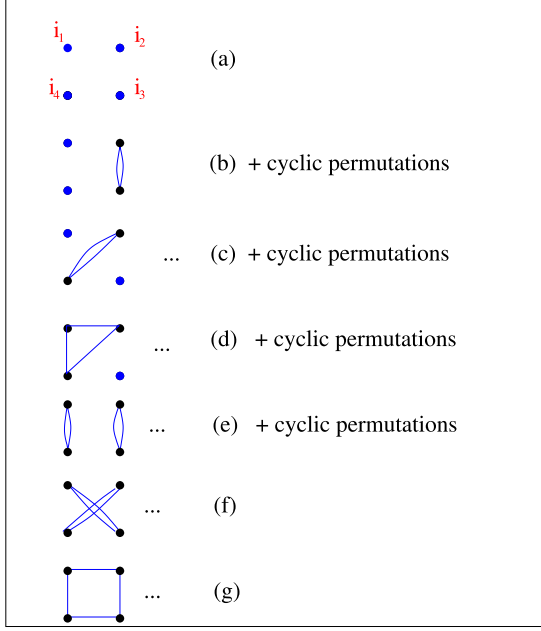 i1 i2 (a)
i4 i3
(b) + cyclic permutations
... (c) + cyclic permutations
... (d) + cyclic permutations
... (e) + cyclic permutations
... (f)
... (g)